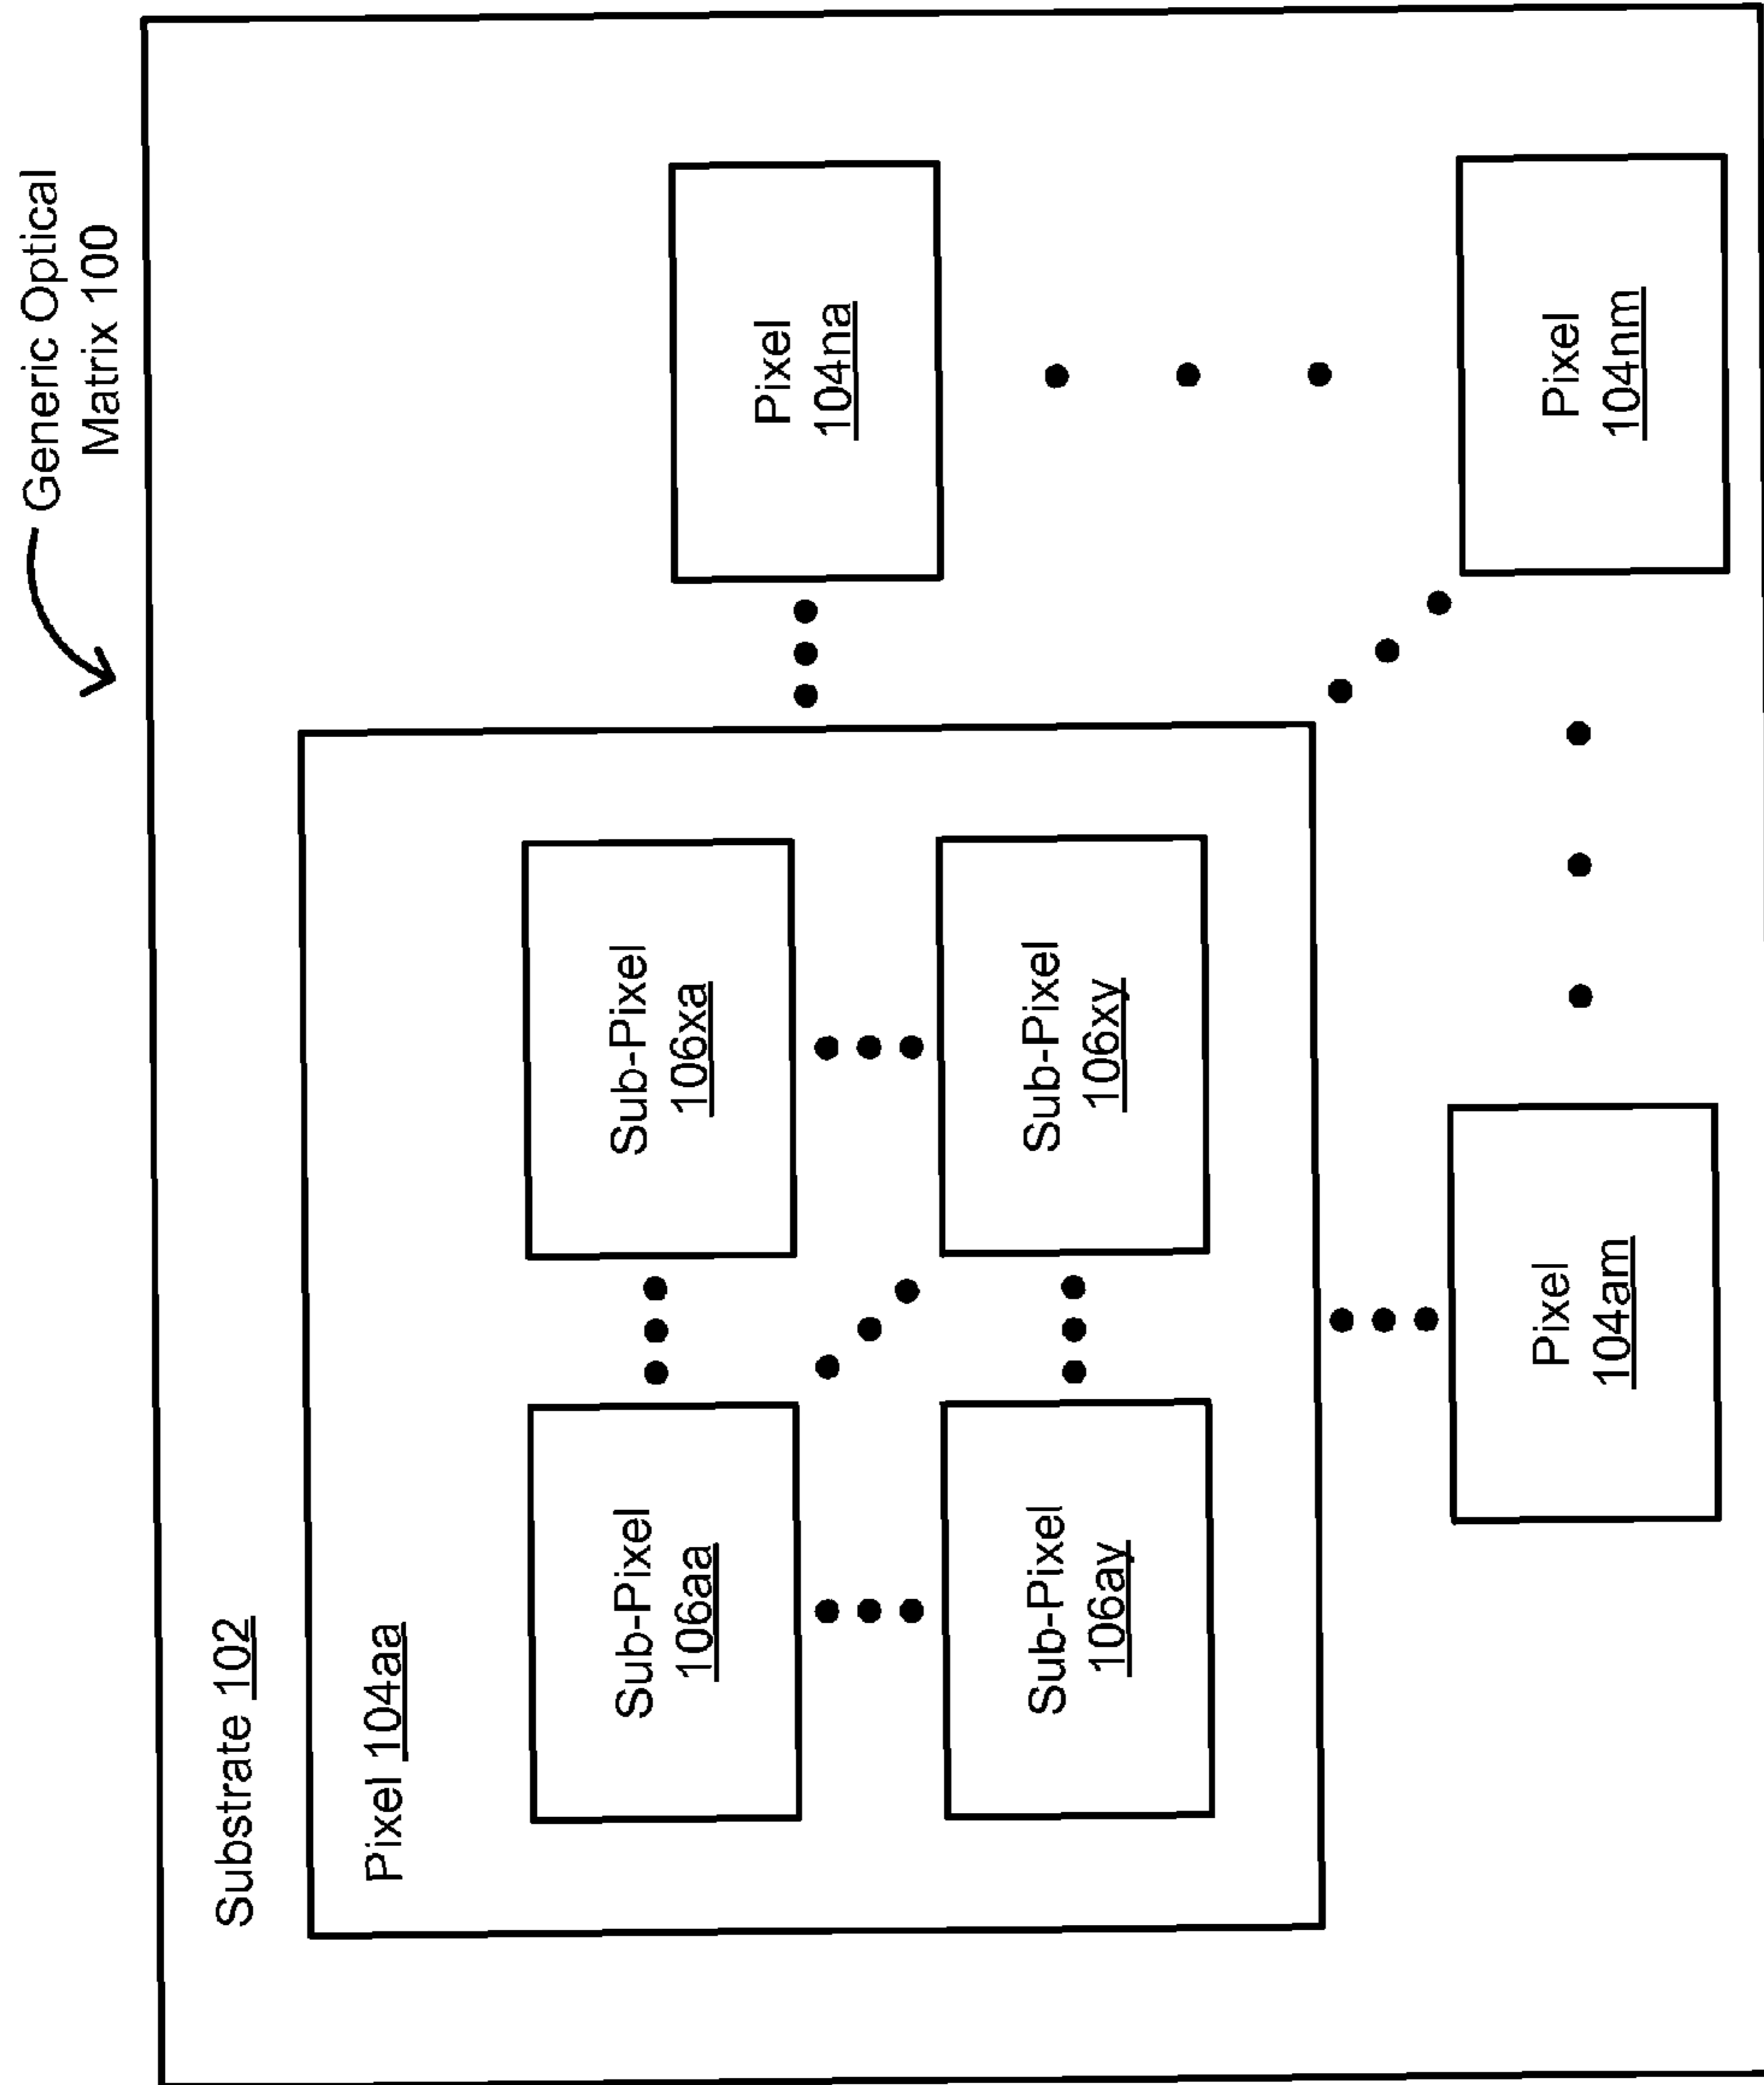 Generic Optical
Matrix 100
Substrate 102
Pixel 104aa
Sub-Pixel
106aa
Sub-Pixel
106xa
Sub-Pixel
106ay
Sub-Pixel
106xy
Pixel
104na
Pixel
104am
Pixel
104nm